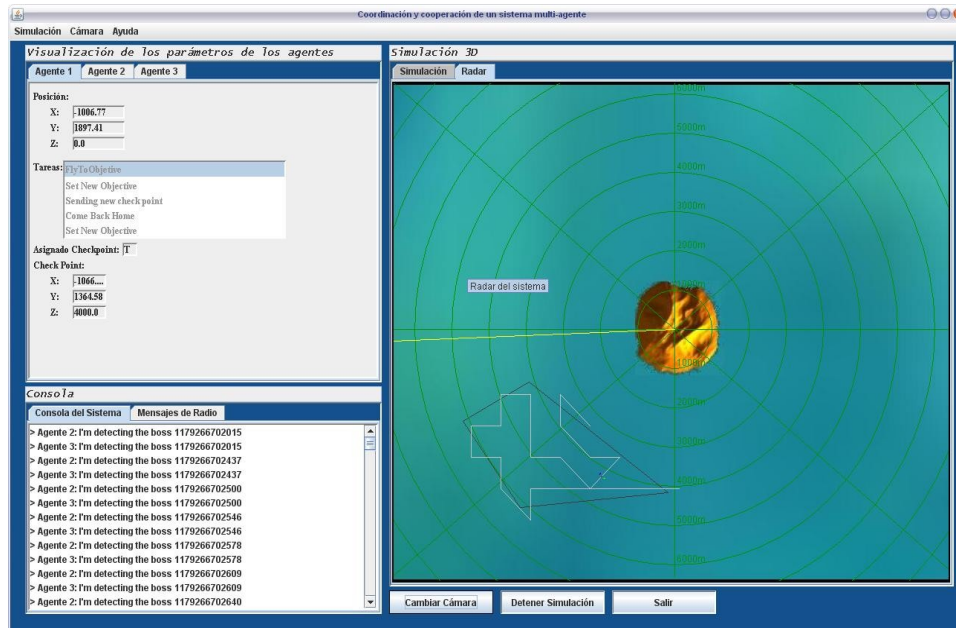 Coordinación y cooperación de un sistema multi-agente
Simulación Cámara Ayuda
Visualización de los parámetros de los agentes
Agente 1 Agente 2 Agente 3
Posición:
X: -1006.77
Y: 1897.41
Z: 0.0
Tareas: FlyToObjetive
Set New Objective
Sending new check point
Come Back Home
Set New Objective
Asignado Checkpoint: T
Check Point:
X: -1066....
Y: 1364.58
Z: 4000.0
Consola
Consola del Sistema Mensajes de Radio
> Agente 2: I'm detecting the boss 1179266702015
> Agente 3: I'm detecting the boss 1179266702015
> Agente 2: I'm detecting the boss 1179266702437
> Agente 3: I'm detecting the boss 1179266702437
> Agente 2: I'm detecting the boss 1179266702500
> Agente 3: I'm detecting the boss 1179266702500
> Agente 2: I'm detecting the boss 1179266702546
> Agente 3: I'm detecting the boss 1179266702546
> Agente 2: I'm detecting the boss 1179266702578
> Agente 3: I'm detecting the boss 1179266702578
> Agente 2: I'm detecting the boss 1179266702609
> Agente 3: I'm detecting the boss 1179266702609
> Agente 2: I'm detecting the boss 1179266702640
Simulación 3D
Simulación Radar
6000m
5000m
4000m
3000m
2000m
Radar del sistema
1000m
2000m
3000m
4000m
5000m
6000m
Cambiar Cámara Detener Simulación Salir